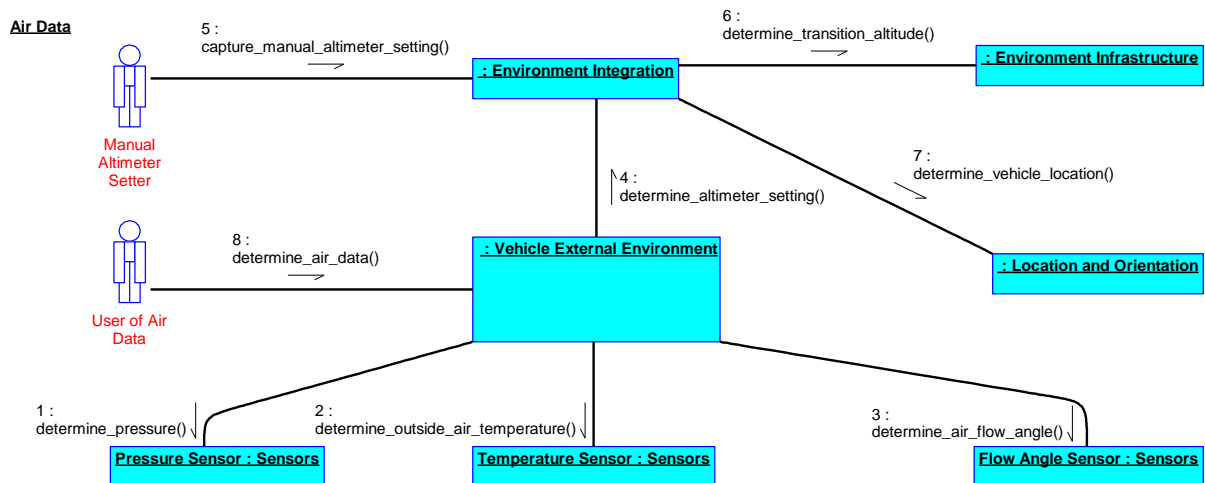 Air Data
5 :
capture_manual_altimeter_setting()
6 :
determine_transition_altitude()
: Environment Integration
: Environment Infrastructure
Manual
Altimeter
Setter
4 :
determine_altimeter_setting()
7 :
determine_vehicle_location()
8 :
determine_air_data()
: Vehicle External Environment
: Location and Orientation
User of Air
Data
1 :
determine_pressure()
2 :
determine_outside_air_temperature()
3 :
determine_air_flow_angle()
Pressure Sensor : Sensors
Temperature Sensor : Sensors
Flow Angle Sensor : Sensors